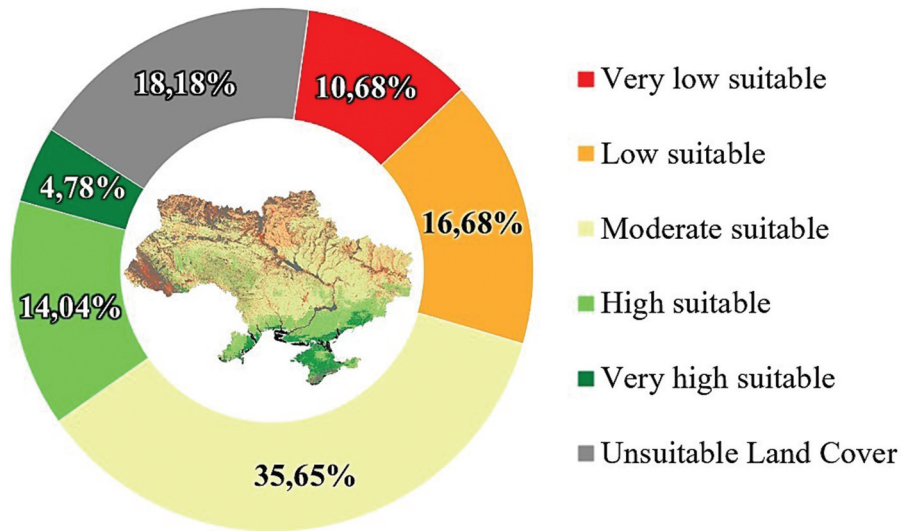 18,18%
10,68%
4,78%
16,68%
14,04%
35,65%
Very low suitable
Low suitable
Moderate suitable
High suitable
Very high suitable
Unsuitable Land Cover